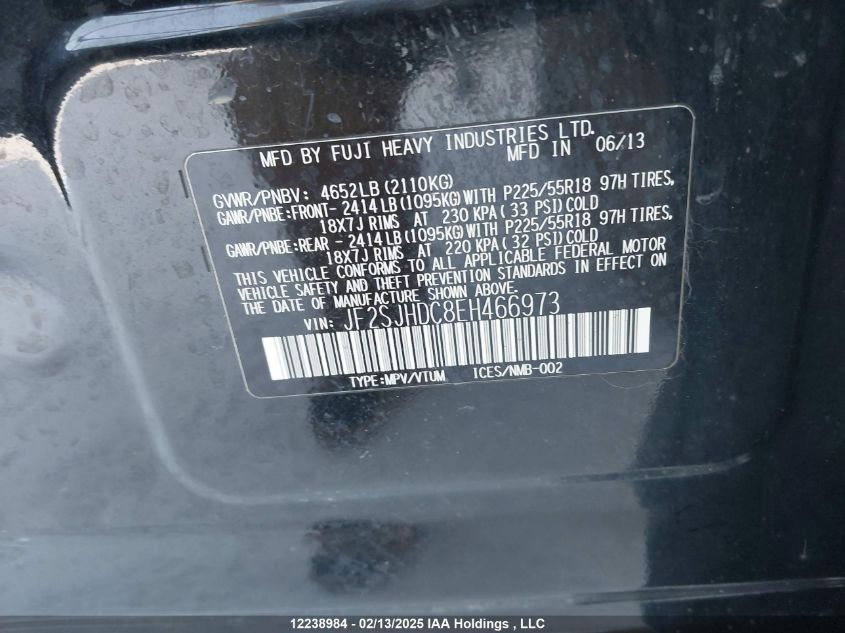 MFD BY FUJI HEAVY INDUSTRIES LTD.
MFD IN 06/13
GVWR/PNBV: 4652LB (2110KG)
GAWR/PNBE:FRONT- 2414LB (1095KG)WITH P225/55R18 97H TIRES,
18X7J RIMS AT 230 KPA( 33 PSI)COLD
GAWR/PNBE:REAR - 2414LB (1095KG)WITH P225/55R18 97H TIRES,
18X7J RIMS AT 220 KPA( 32 PSI)COLD
THIS VEHICLE CONFORMS TO ALL APPLICABLE FEDERAL MOTOR
VEHICLE SAFETY AND THEFT PREVENTION STANDARDS IN EFFECT ON
THE DATE OF MANUFACTURE SHOWN ABOVE.
VIN: JF2SJHDC8EH466973
TYPE:MPV/VTUM ICES/NMB-002
12238984 - 02/13/2025 IAA Holdings , LLC